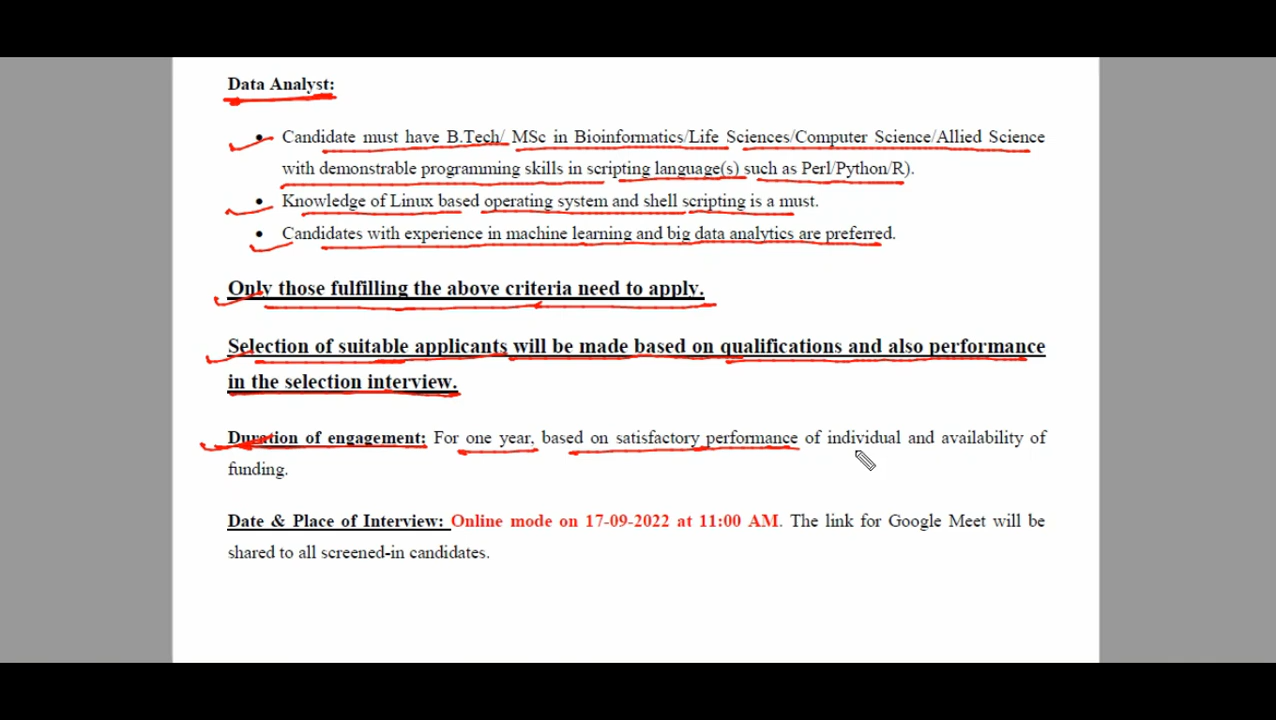 Data Analyst:
• Candidate must have B.Tech/ MSc in Bioinformatics/Life Sciences/Computer Science/Allied Science
with demonstrable programming skills in scripting language(s) such as Perl/Python/R).
• Knowledge of Linux based operating system and shell scripting is a must.
• Candidates with experience in machine learning and big data analytics are preferred.
Only those fulfilling the above criteria need to apply.
Selection of suitable applicants will be made based on qualifications and also performance
in the selection interview.
Duration of engagement: For one year, based on satisfactory performance of individual and availability of
funding.
Date & Place of Interview: Online mode on 17-09-2022 at 11:00 AM. The link for Google Meet will be
shared to all screened-in candidates.